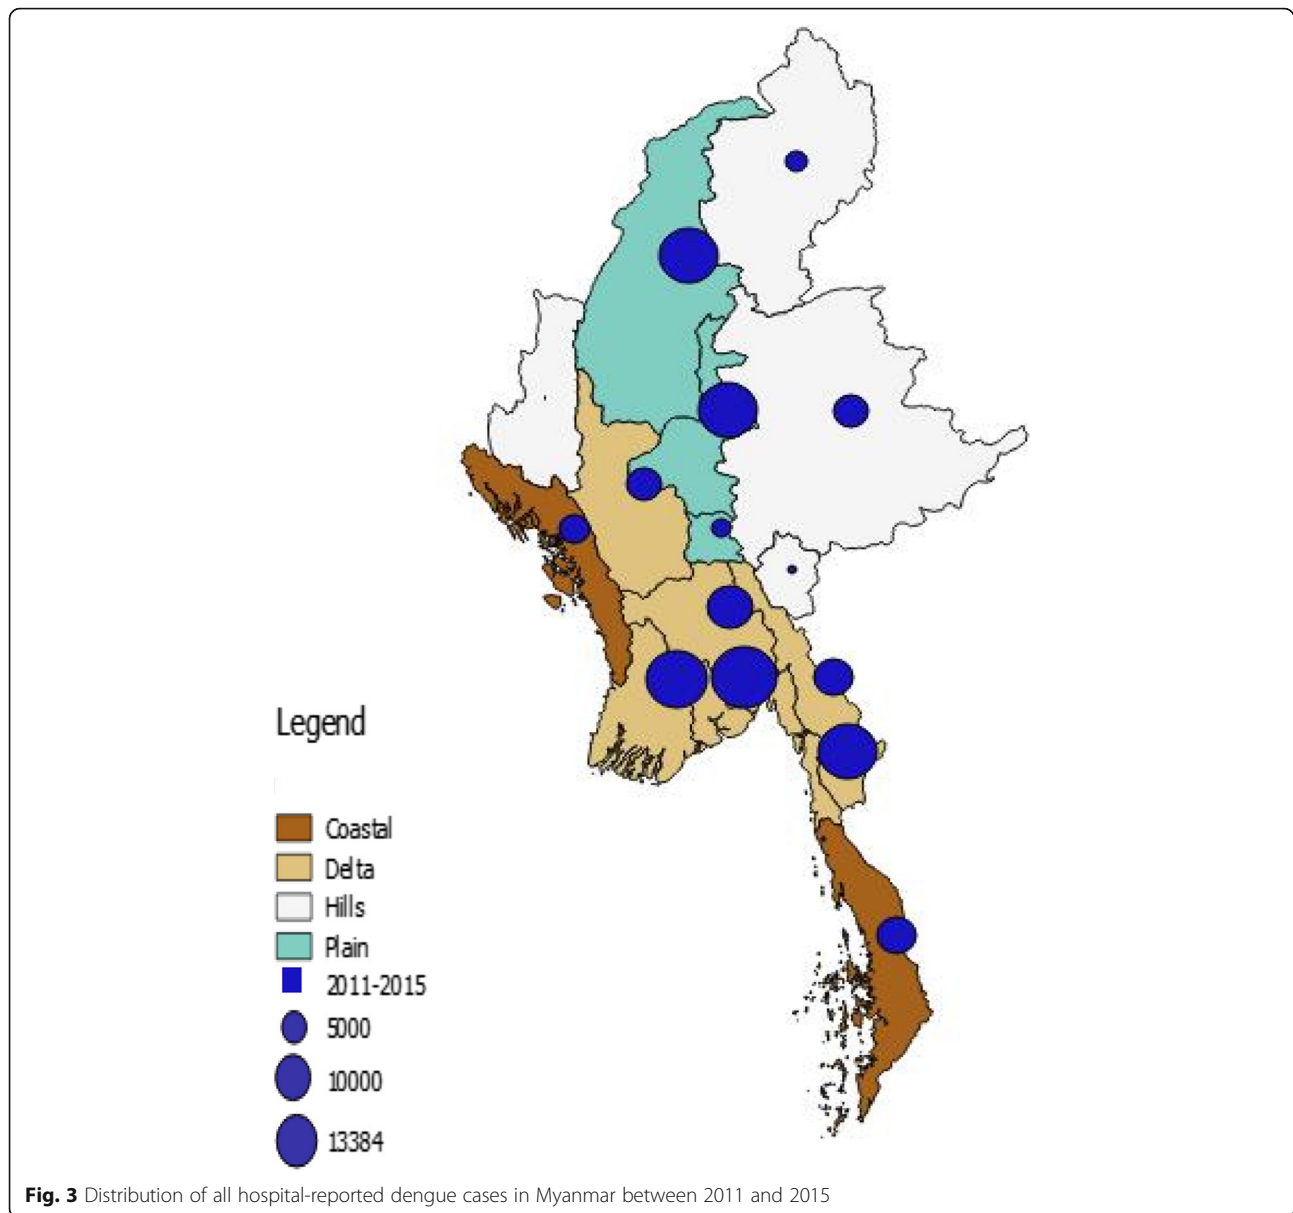 Legend
Coastal
Delta
Hills
Plain
2011-2015
5000
10000
13384
Fig. 3 Distribution of all hospital-reported dengue cases in Myanmar between 2011 and 2015